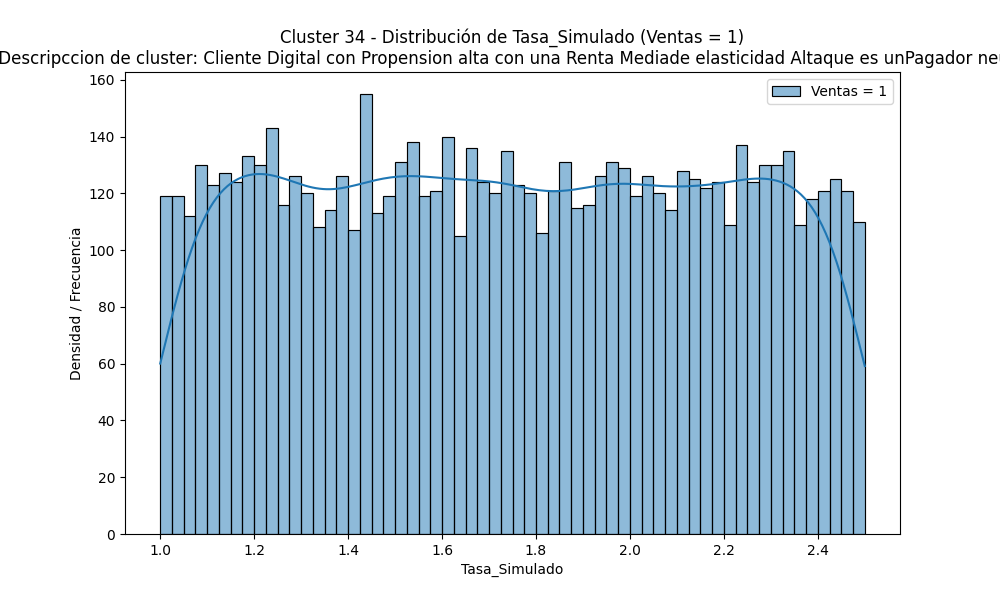 Cluster 34 - Distribución de Tasa_Simulado (Ventas = 1)
Descripccion de cluster: Cliente Digital con Propension alta con una Renta Mediade elasticidad Altaque es unPagador neu
160
140
120
100
80
60
40
20
0
Densidad / Frecuencia
Ventas = 1
1.0 1.2 1.4 1.6 1.8 2.0 2.2 2.4
Tasa_Simulado